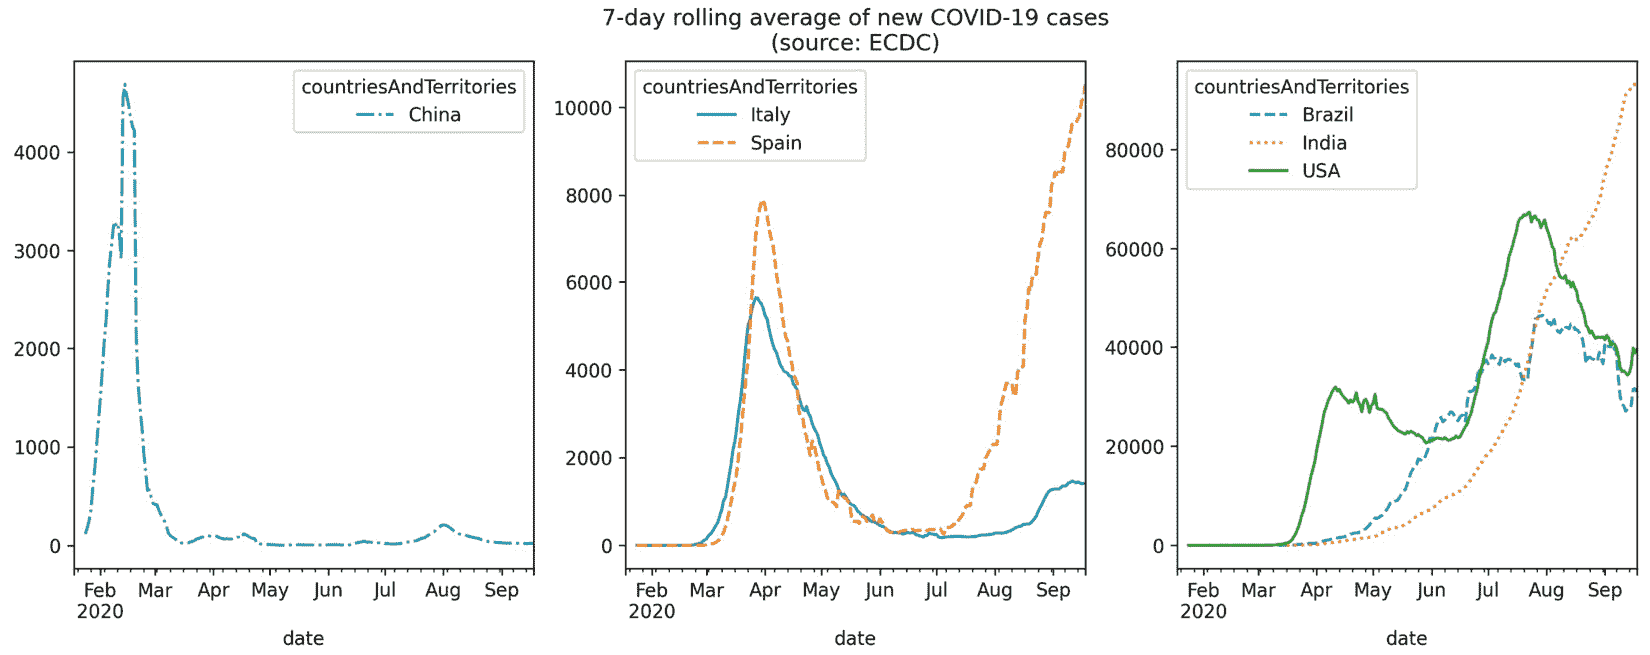 7-day rolling average of new COVID-19 cases
(source: ECDC)
countriesAndTerritories
China
4000
3000
2000
1000
0
Feb Mar Apr May Jun Jul Aug Sep
2020
date
countriesAndTerritories
Italy
Spain
10000
8000
6000
4000
2000
0
Feb Mar Apr May Jun Jul Aug Sep
2020
date
countriesAndTerritories
Brazil
India
USA
80000
60000
40000
20000
0
Feb Mar Apr May Jun Jul Aug Sep
2020
date